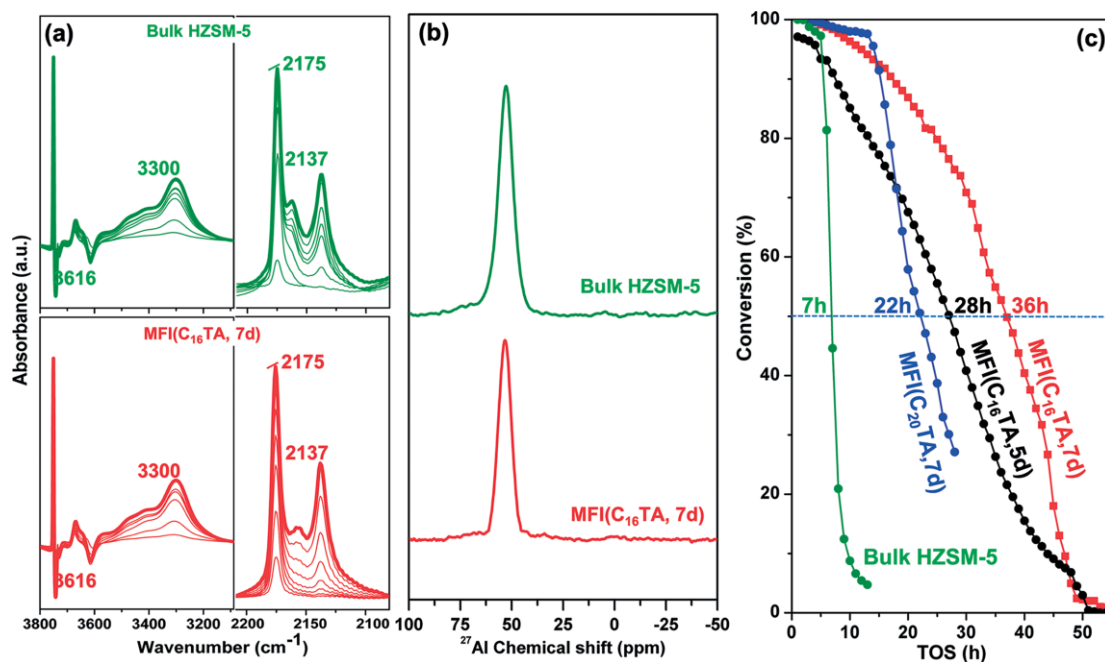 (a)
Bulk HZSM-5
2175
2137
3300
3616
MFI(C₁₆TA, 7d)
2175
2137
3300
3616
Absorbance (a.u.)
3800 3600 3400 3200 2200 2150 2100
Wavenumber (cm⁻¹)
(b)
Bulk HZSM-5
MFI(C₁₆TA, 7d)
100 75 50 25 0 -25 -50
²⁷Al Chemical shift (ppm)
(c)
Conversion (%)
100
80
60
40
20
0
7h 22h 28h 36h
MFI(C₂₀TA,7d)
MFI(C₁₆TA,5d)
MFI(C₁₆TA,7d)
Bulk HZSM-5
0 10 20 30 40 50
TOS (h)